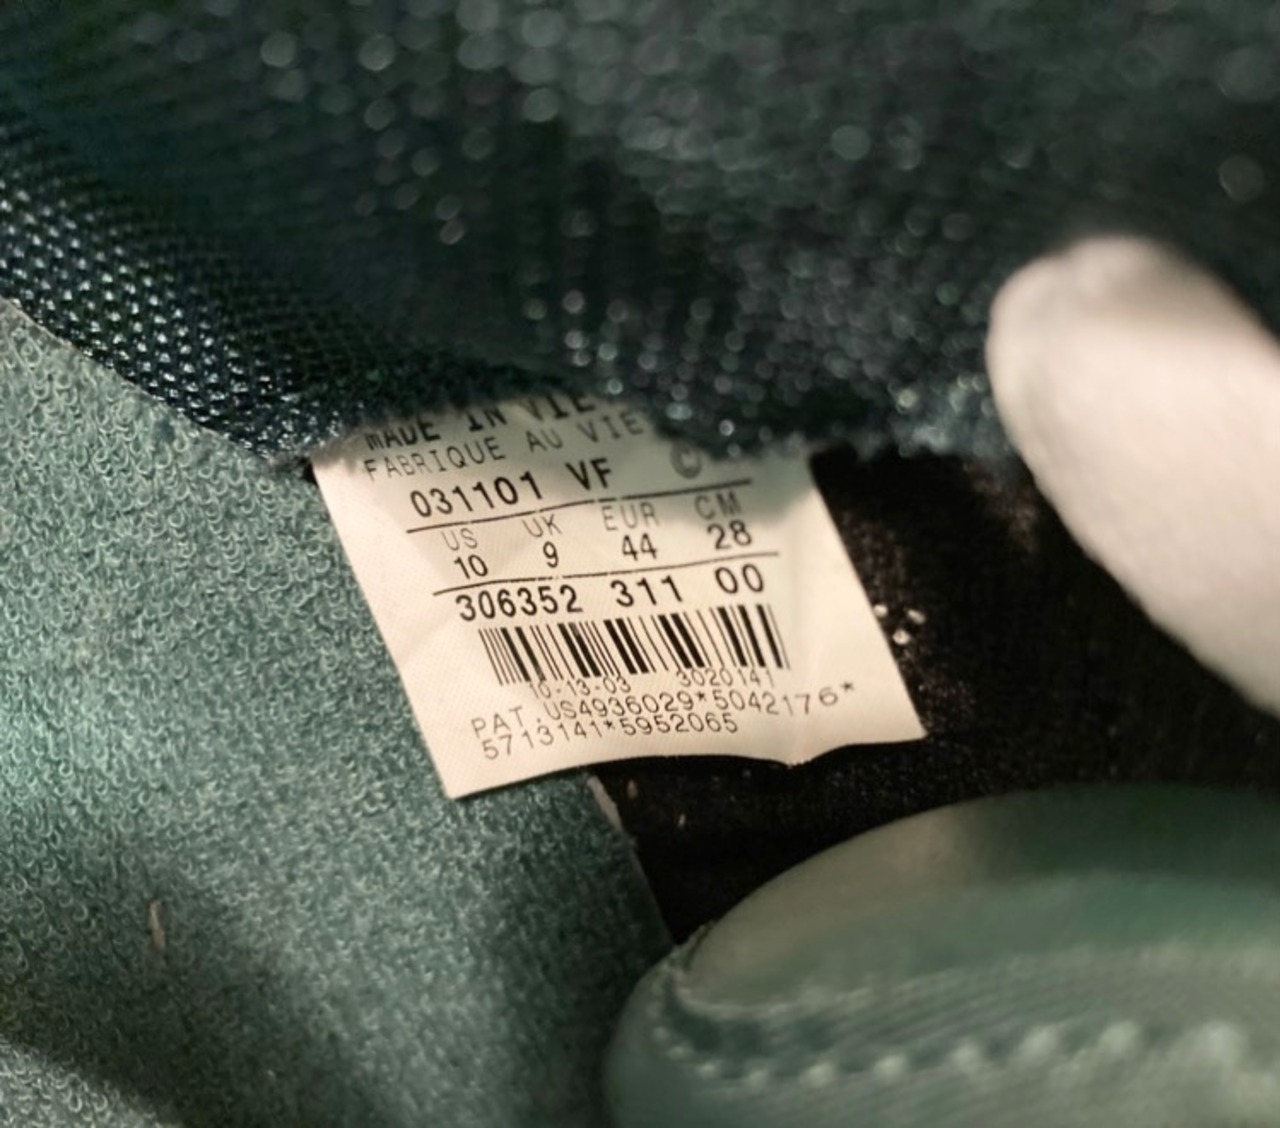 MADE IN VIE
FABRIQUE AU VIE
031101 VF ©
US UK EUR CM
10 9 44 28
306352 311 00
10-13-03 3020141
PAT.US4936029*5042176*
5713141*5952065